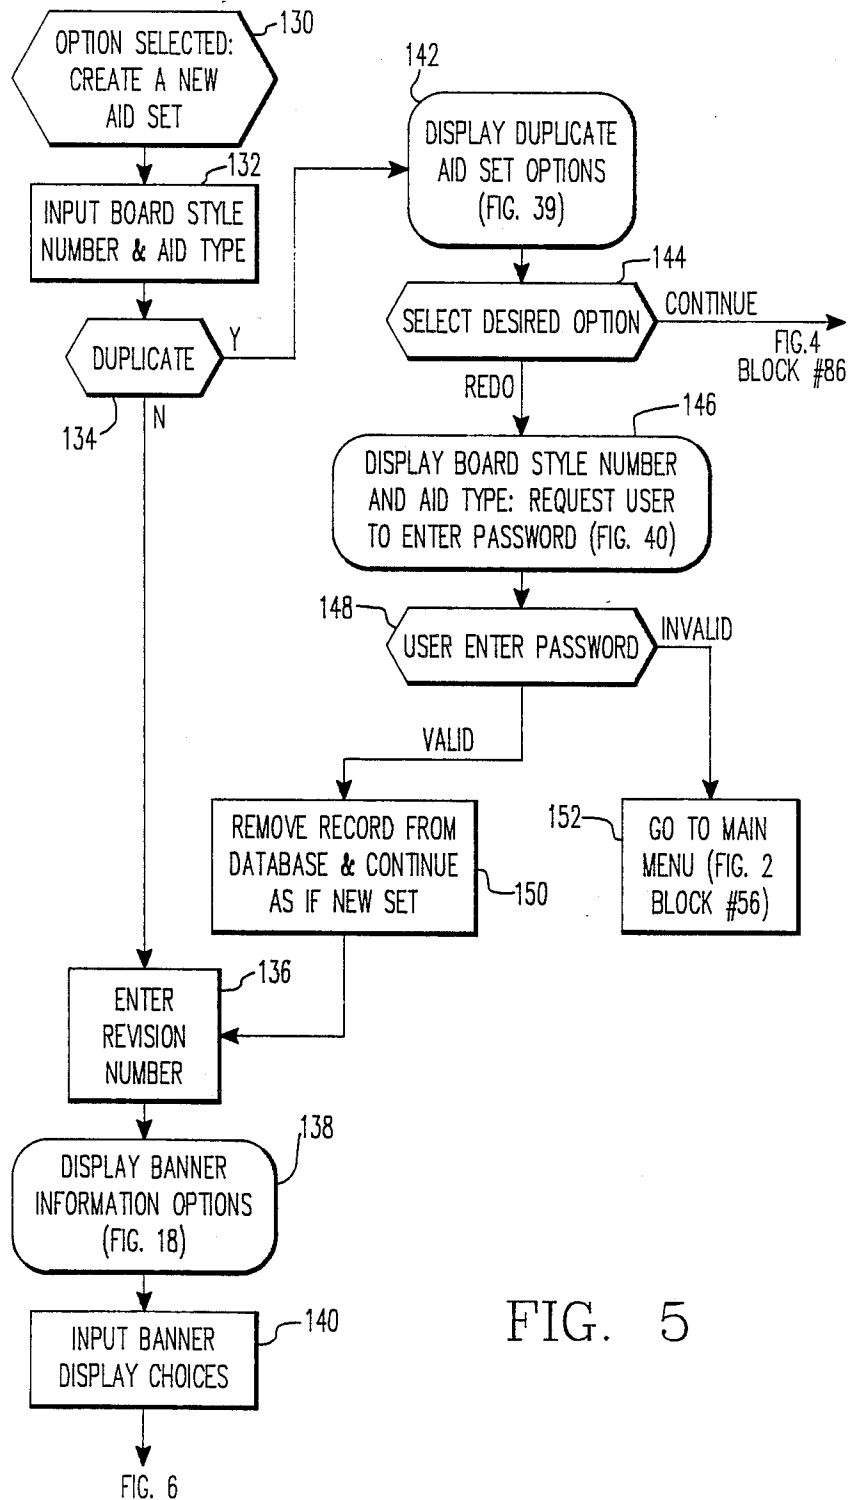 OPTION SELECTED:
CREATE A NEW
AID SET
130
INPUT BOARD STYLE
NUMBER & AID TYPE
132
DUPLICATE
134
Y
N
142
DISPLAY DUPLICATE
AID SET OPTIONS
(FIG. 39)
144
SELECT DESIRED OPTION
CONTINUE
FIG.4
BLOCK #86
REDO
146
DISPLAY BOARD STYLE NUMBER
AND AID TYPE: REQUEST USER
TO ENTER PASSWORD (FIG. 40)
148
USER ENTER PASSWORD
INVALID
VALID
REMOVE RECORD FROM
DATABASE & CONTINUE
AS IF NEW SET
150
152
GO TO MAIN
MENU (FIG. 2
BLOCK #56)
136
ENTER
REVISION
NUMBER
138
DISPLAY BANNER
INFORMATION OPTIONS
(FIG. 18)
140
INPUT BANNER
DISPLAY CHOICES
FIG. 6
FIG. 5